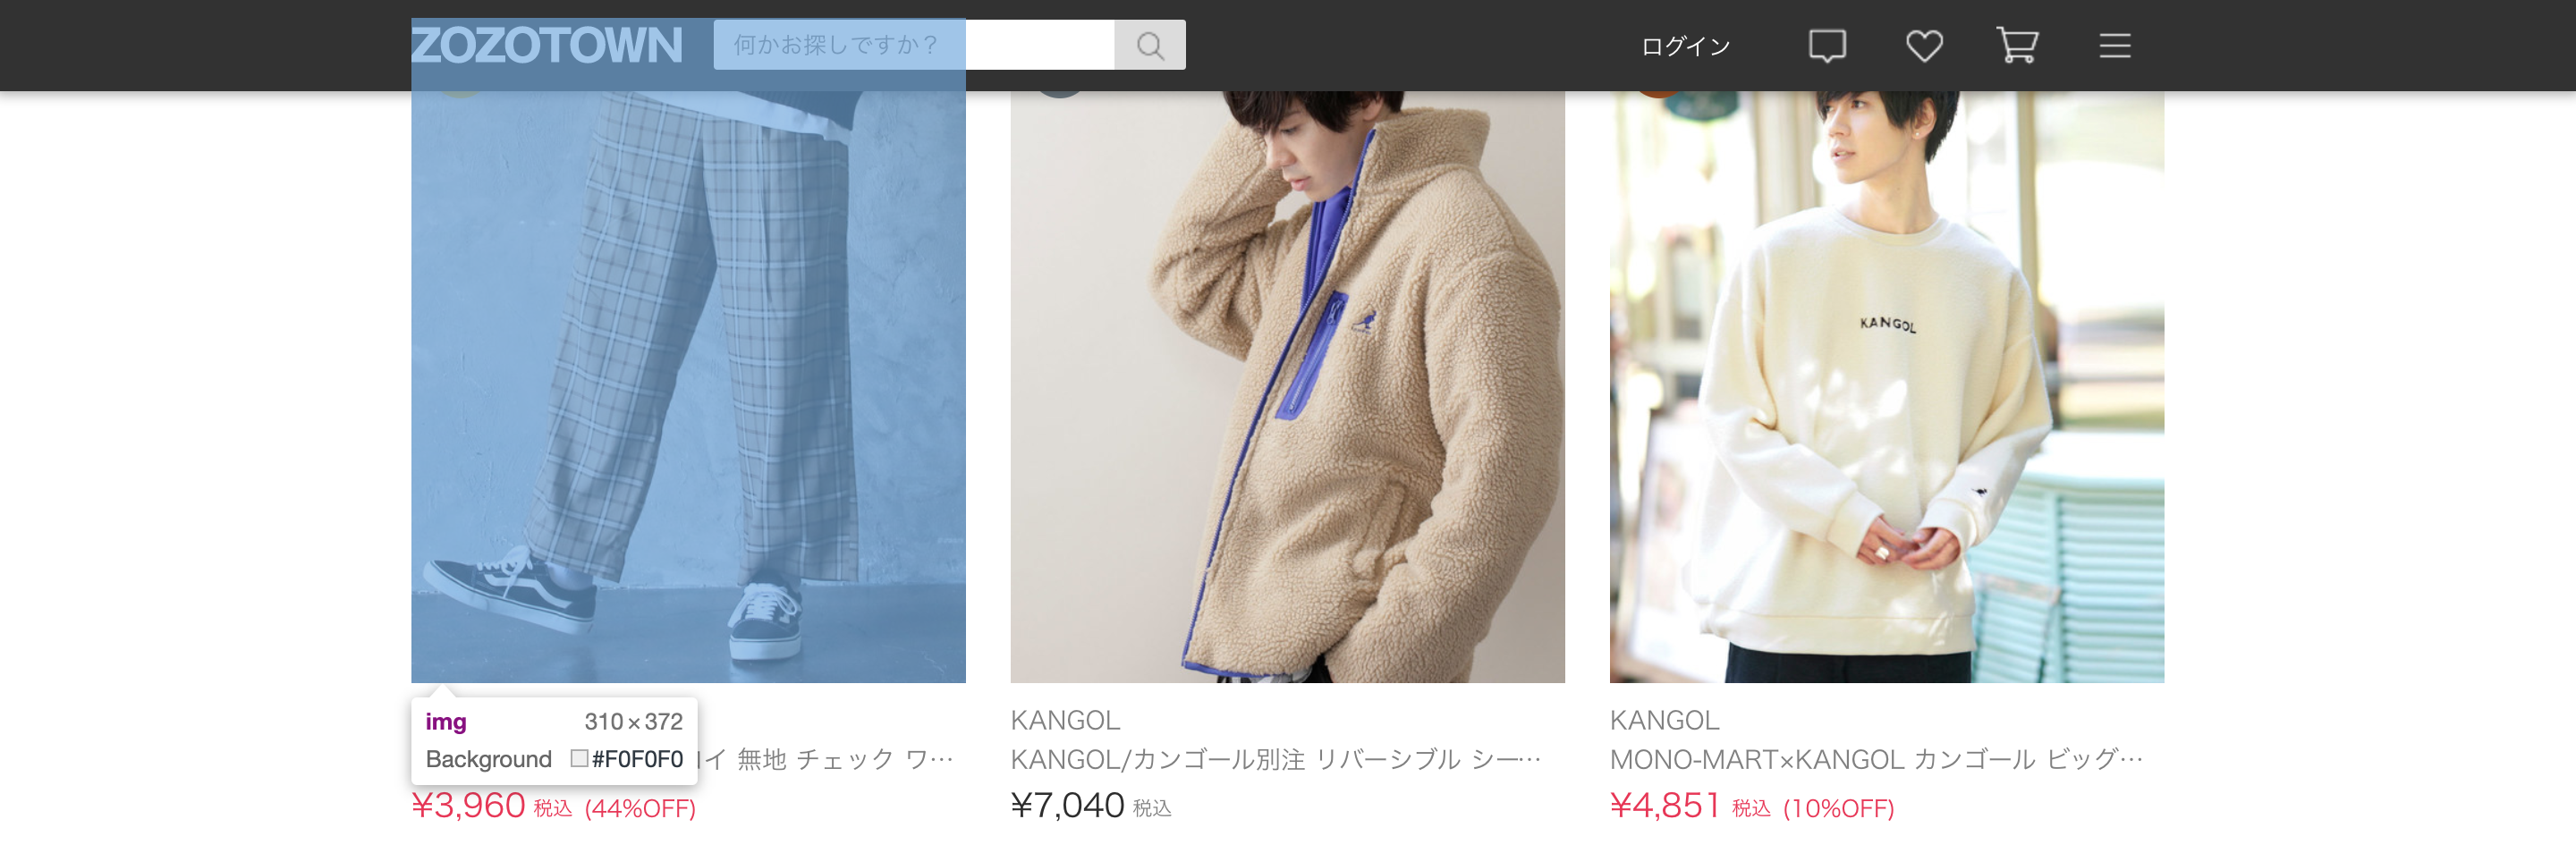 ZOZOTOWN
何かお探しですか？
ログイン
KANGOL
img 310 × 372
Background #F0F0F0
イ 無地 チェック ワ…
¥3,960 税込 (44%OFF)
KANGOL
KANGOL/カンゴール別注 リバーシブル シー…
¥7,040 税込
KANGOL
MONO-MART×KANGOL カンゴール ビッグ…
¥4,851 税込 (10%OFF)